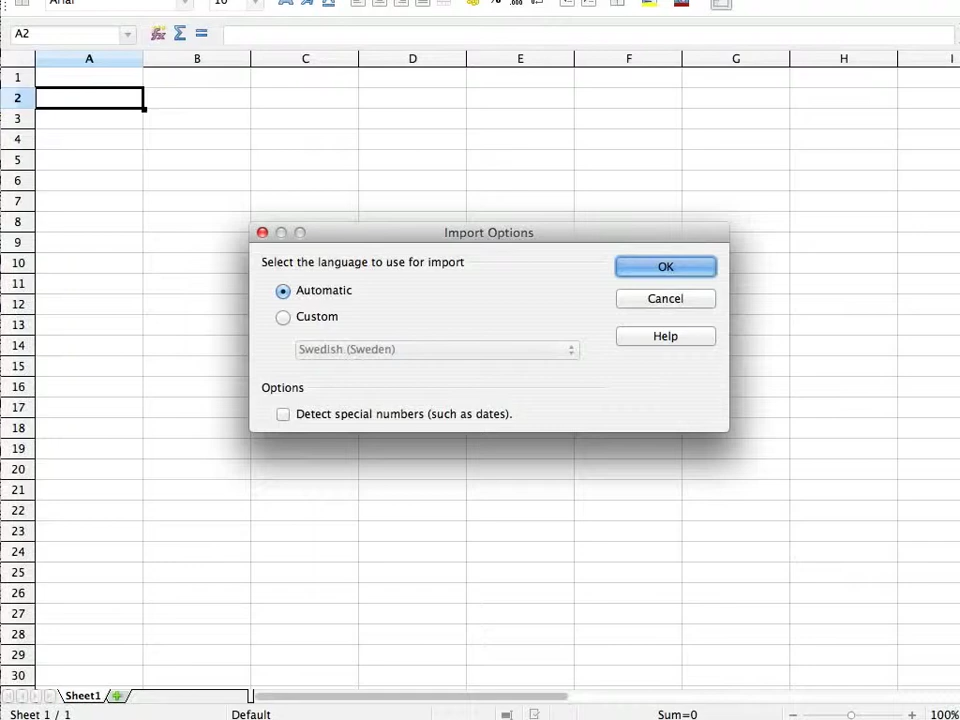 Arial 10
A2
A B C D E F G H I
1
2
3
4
5
6
7
8
9
10
11
12
13
14
15
16
17
18
19
20
21
22
23
24
25
26
27
28
29
30
Import Options
Select the language to use for import
Automatic
Custom
Swedish (Sweden)
Options
Detect special numbers (such as dates).
OK
Cancel
Help
Sheet1
Sheet 1 / 1 Default Sum=0 100%